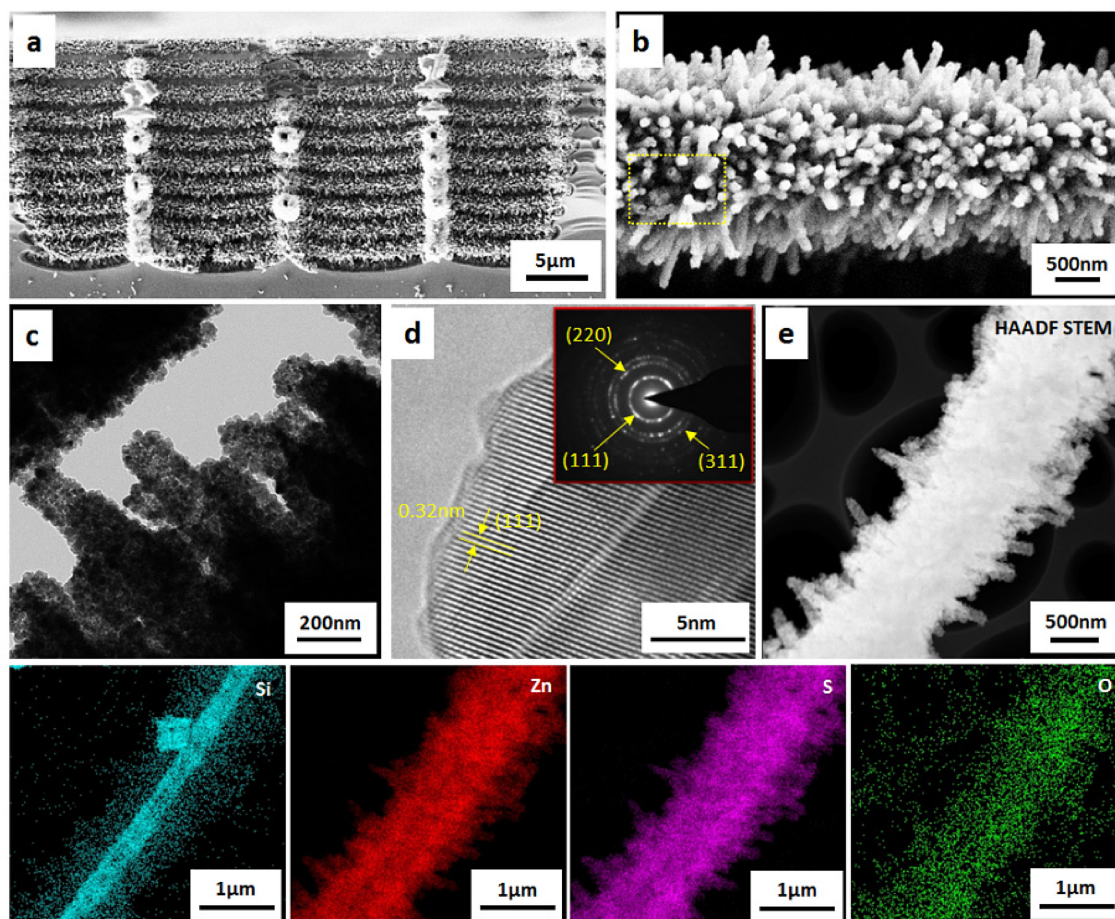 a
5μm
b
500nm
c
200nm
d
(220)
(111)
(311)
0.32nm
(111)
5nm
e
HAADF STEM
500nm
Si
1μm
Zn
1μm
S
1μm
O
1μm